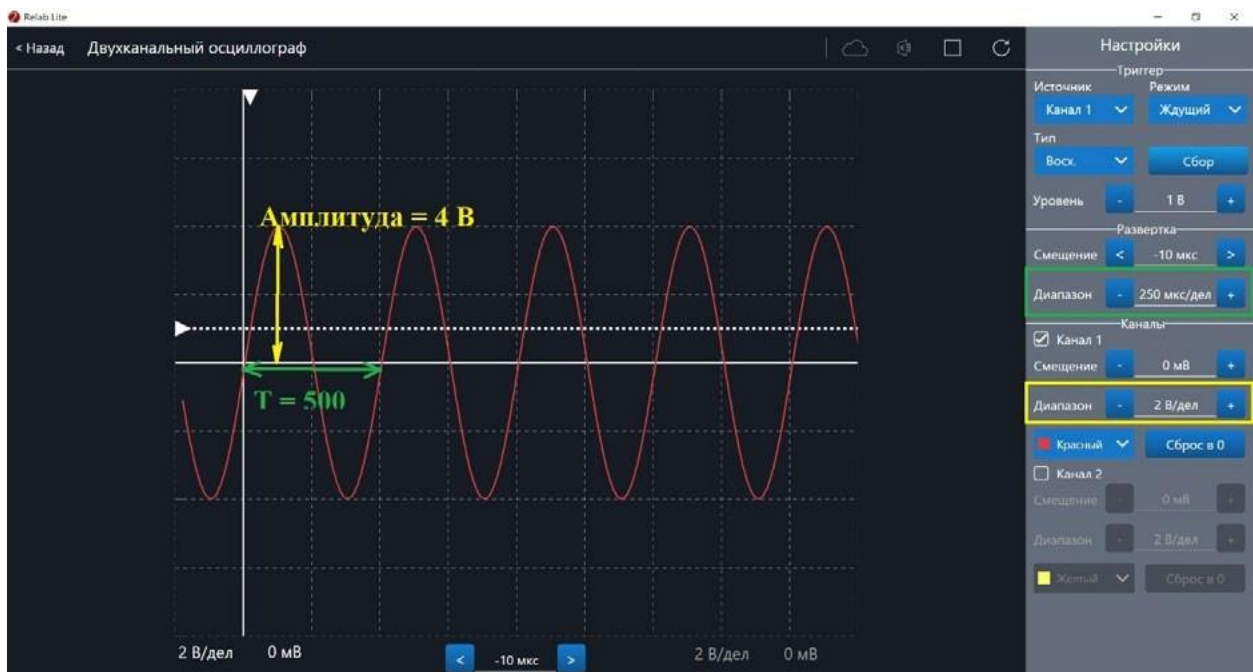 Relab Lite
< Назад Двухканальный осциллограф
Настройки
Триггер
Источник Режим
Канал 1 Ждущий
Тип
Восх. Сбор
Уровень - 1 В +
Развертка
Смещение < -10 мкс >
Диапазон - 250 мкс/дел +
Каналы
Канал 1
Смещение - 0 мВ +
Диапазон - 2 В/дел +
Красный Сброс в 0
Канал 2
Смещение - 0 мВ +
Диапазон - 2 В/дел +
Желтый Сброс в 0
Амплитуда = 4 В
T = 500
2 В/дел 0 мВ < -10 мкс > 2 В/дел 0 мВ